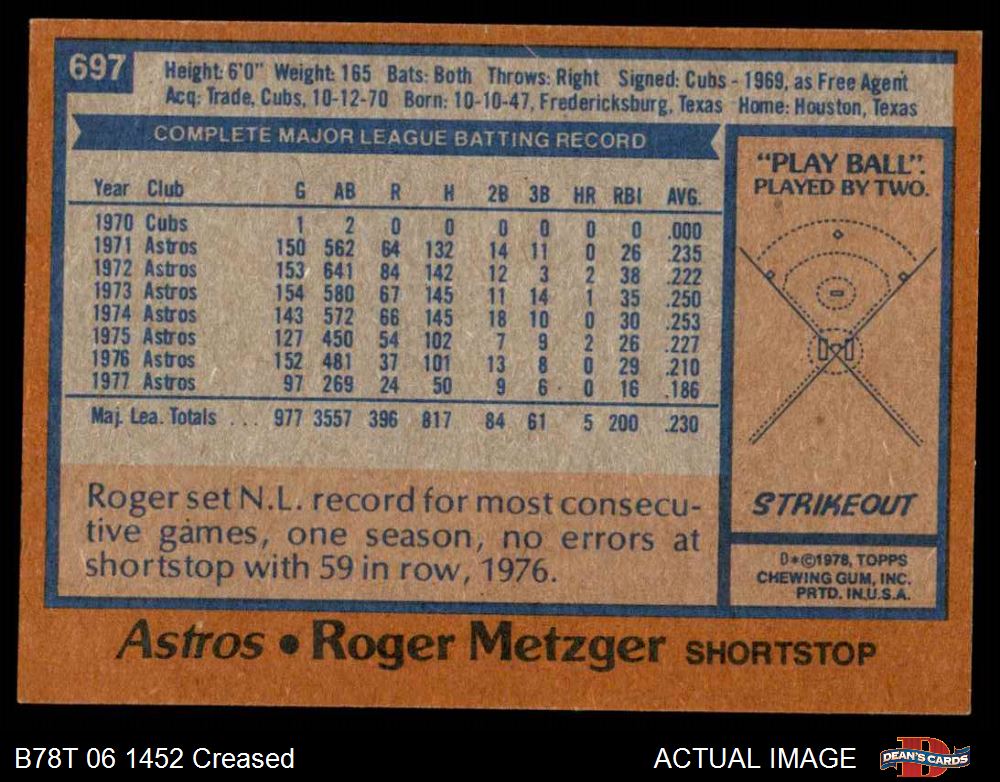 697
Height: 6'0" Weight: 165 Bats: Both Throws: Right Signed: Cubs - 1969, as Free Agent
Acq: Trade, Cubs, 10-12-70 Born: 10-10-47, Fredericksburg, Texas Home: Houston, Texas
COMPLETE MAJOR LEAGUE BATTING RECORD
Year Club G AB R H 2B 3B HR RBI AVG.
1970 Cubs 1 2 0 0 0 0 0 0 .000
1971 Astros 150 562 64 132 14 11 0 26 .235
1972 Astros 153 641 84 142 12 3 2 38 .222
1973 Astros 154 580 67 145 11 14 1 35 .250
1974 Astros 143 572 66 145 18 10 0 30 .253
1975 Astros 127 450 54 102 7 9 2 26 .227
1976 Astros 152 481 37 101 13 8 0 29 .210
1977 Astros 97 269 24 50 9 6 0 16 .186
Maj. Lea. Totals . . . 977 3557 396 817 84 61 5 200 .230
Roger set N.L. record for most consecu-
tive games, one season, no errors at
shortstop with 59 in row, 1976.
"PLAY BALL".
PLAYED BY TWO.
STRIKEOUT
D*©1978, TOPPS
CHEWING GUM, INC.
PRTD. IN U.S.A.
Astros • Roger Metzger SHORTSTOP
B78T 06 1452 Creased
ACTUAL IMAGE
D
DEAN'S CARDS